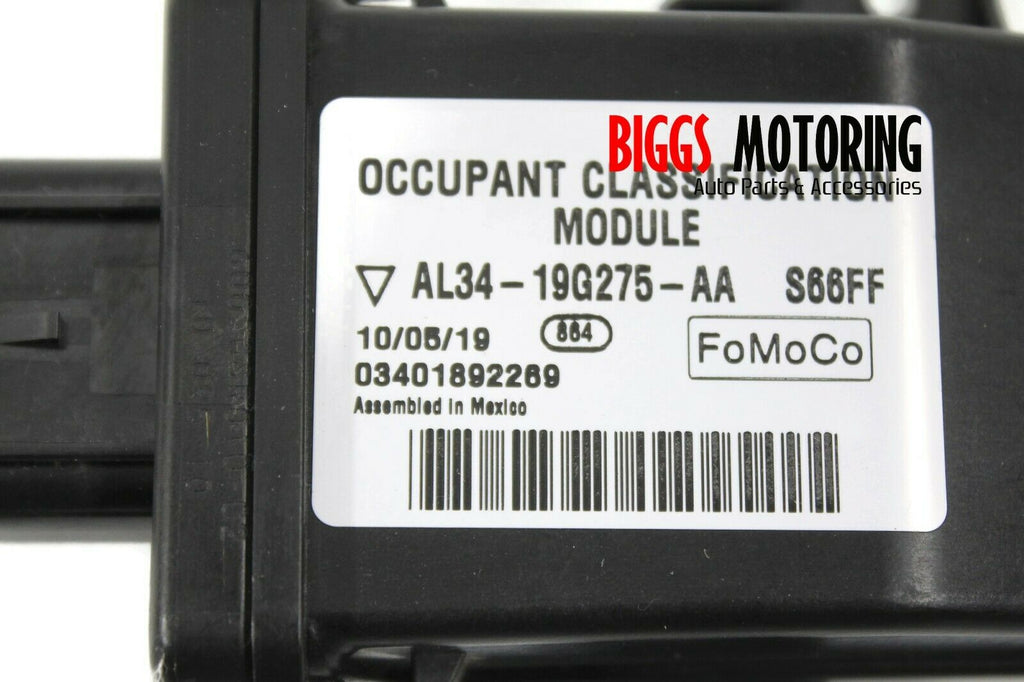 BIGGS MOTORING
Auto Parts & Accessories
OCCUPANT CLASSIFICATION
MODULE
AL34-19G275-AA S66FF
10/05/19 864
FoMoCo
03401892269
Assembled in Mexico